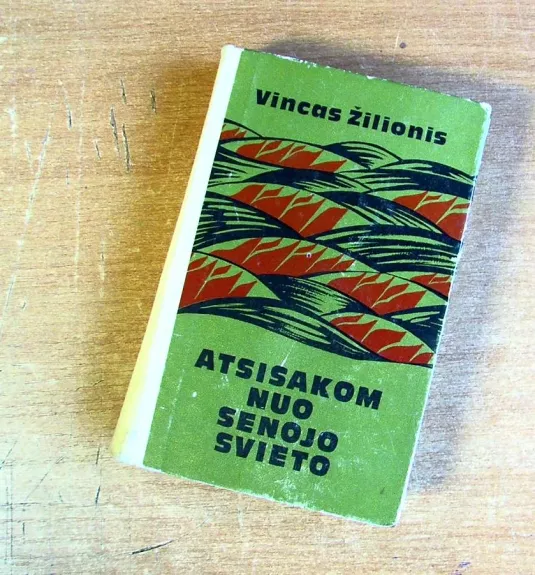 Vincas Žilionis
ATSISAKOM
NUO
SENOJO
SVIETO